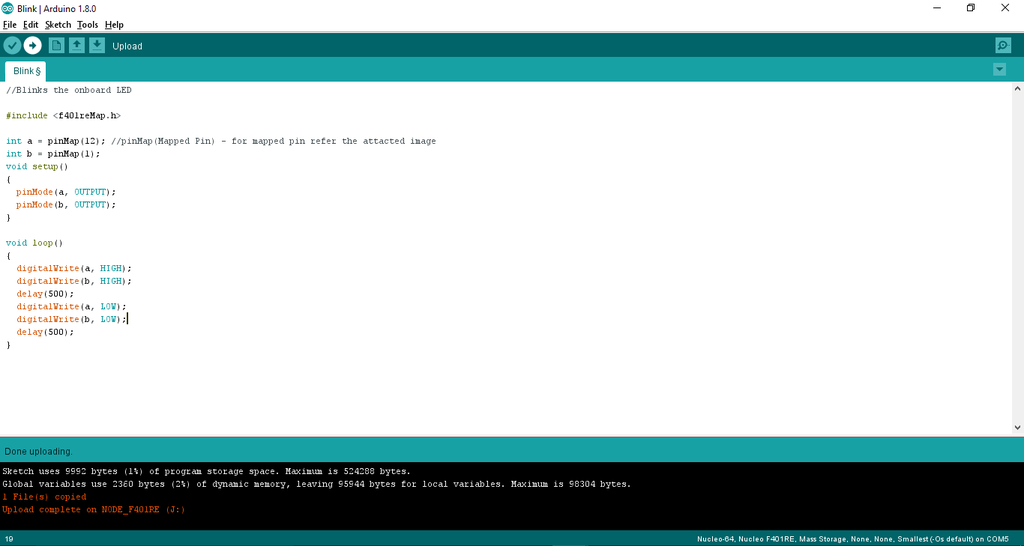 Blink | Arduino 1.8.0
File Edit Sketch Tools Help
Upload
Blink §
//Blinks the onboard LED
#include <f401reMap.h>
int a = pinMap(12); //pinMap(Mapped Pin) - for mapped pin refer the attacted image
int b = pinMap(1);
void setup()
{
pinMode(a, OUTPUT);
pinMode(b, OUTPUT);
}
void loop()
{
digitalWrite(a, HIGH);
digitalWrite(b, HIGH);
delay(500);
digitalWrite(a, LOW);
digitalWrite(b, LOW);
delay(500);
}
Done uploading.
Sketch uses 9992 bytes (1%) of program storage space. Maximum is 524288 bytes.
Global variables use 2360 bytes (2%) of dynamic memory, leaving 95944 bytes for local variables. Maximum is 98304 bytes.
1 File(s) copied
Upload complete on NODE_F401RE (J:)
19
Nucleo-64, Nucleo F401RE, Mass Storage, None, None, Smallest (-Os default) on COM5